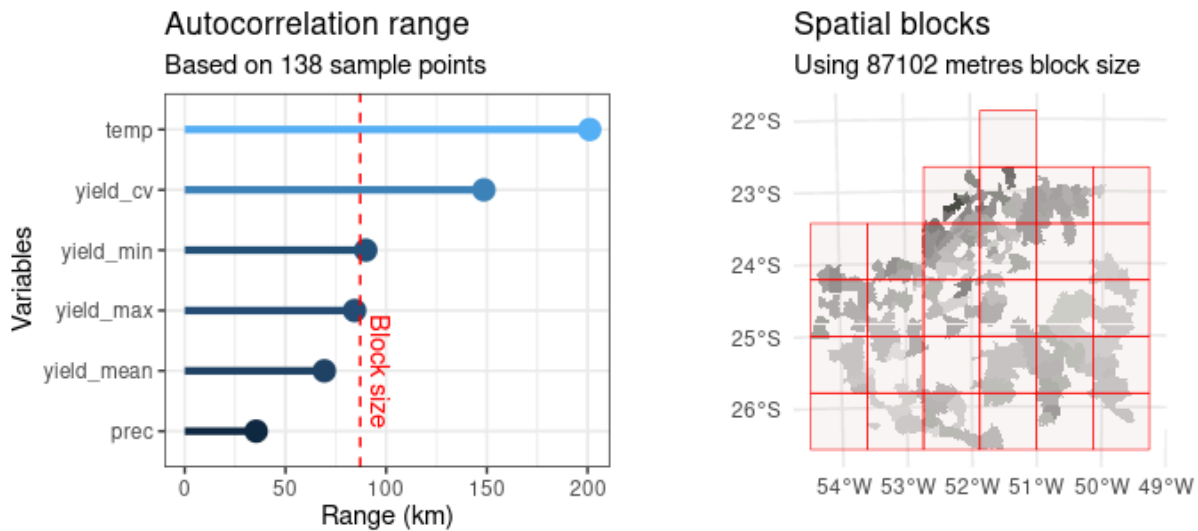 Autocorrelation range
Based on 138 sample points
Variables
temp
yield_cv
yield_min
yield_max
yield_mean
prec
Block size
0 50 100 150 200
Range (km)
Spatial blocks
Using 87102 metres block size
22°S
23°S
24°S
25°S
26°S
54°W 53°W 52°W 51°W 50°W 49°W